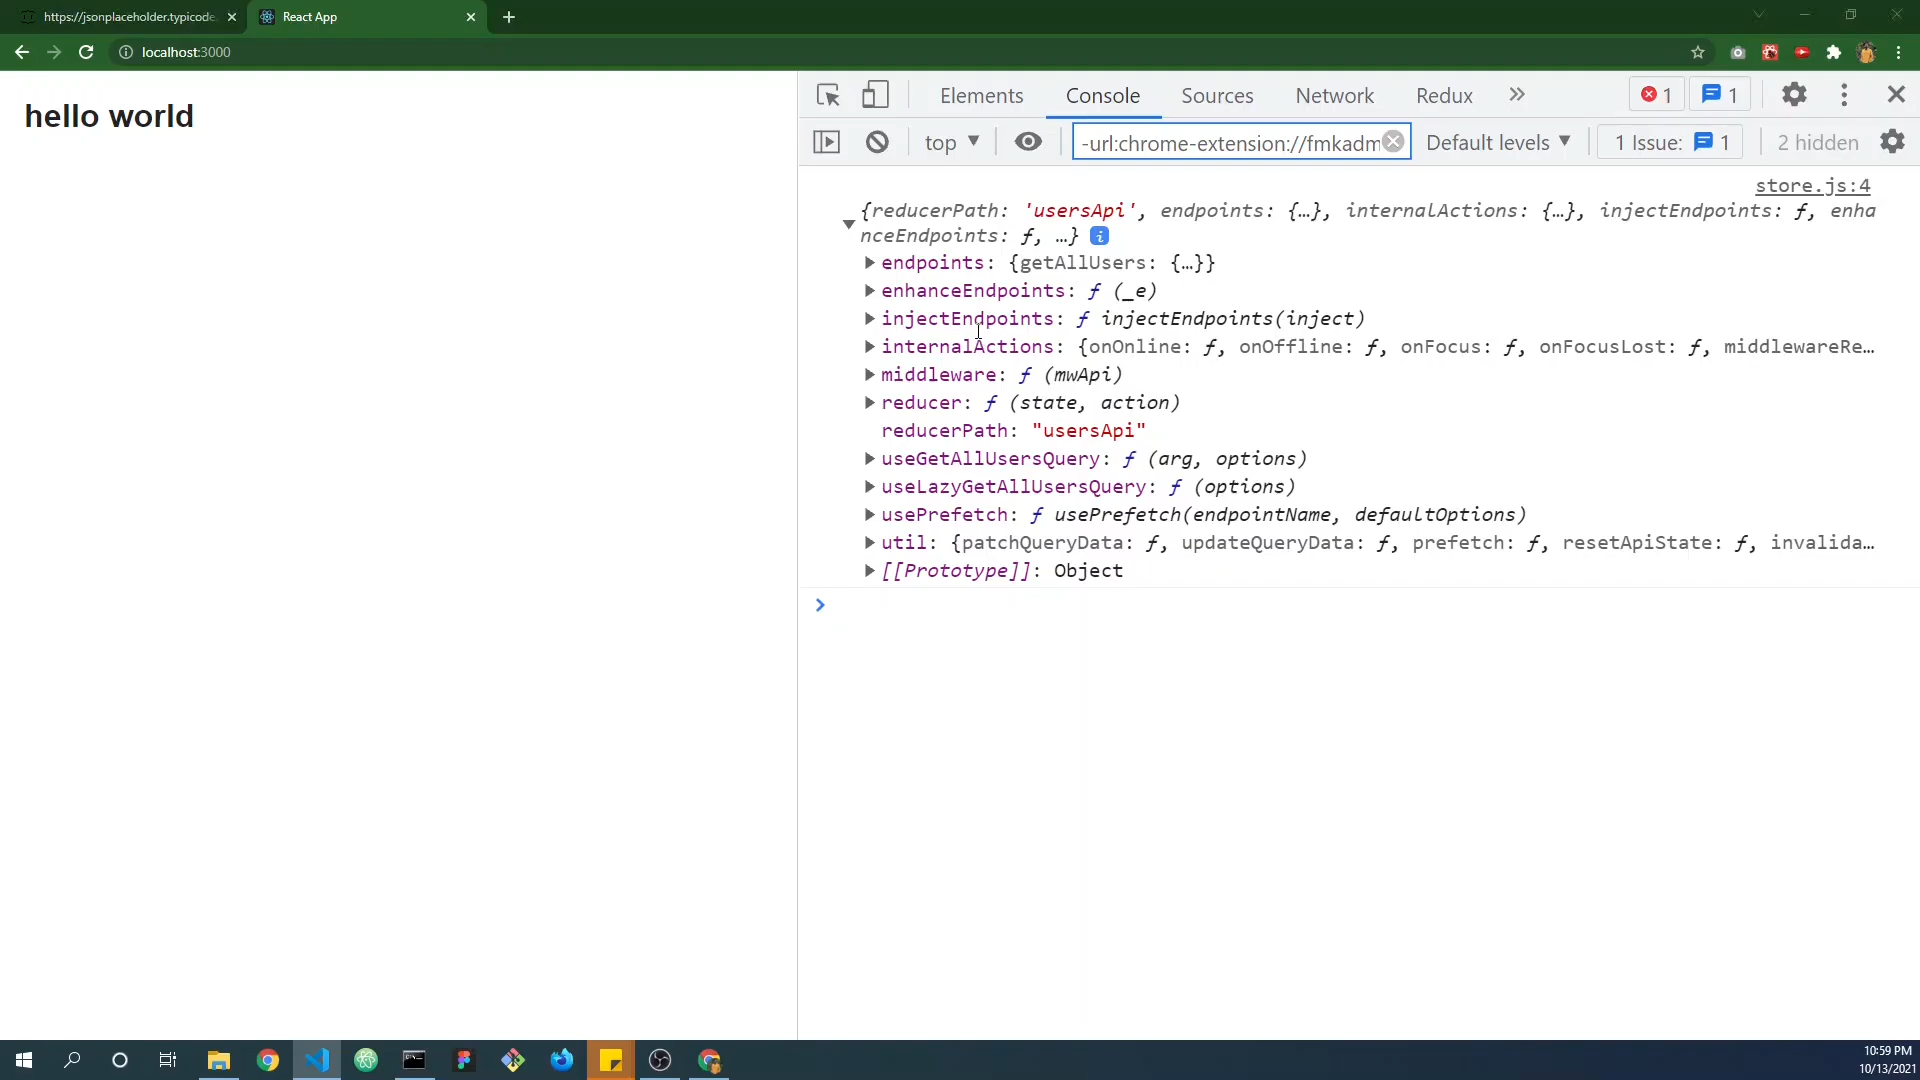 https://jsonplaceholder.typicode.
React App
localhost:3000
hello world
Elements Console Sources Network Redux » 1 1
top -url:chrome-extension://fmkadm Default levels 1 Issue: 1 2 hidden
store.js:4
{reducerPath: 'usersApi', endpoints: {…}, internalActions: {…}, injectEndpoints: ƒ, enha
nceEndpoints: ƒ, …} i
endpoints: {getAllUsers: {…}}
enhanceEndpoints: ƒ (_e)
injectEndpoints: ƒ injectEndpoints(inject)
internalActions: {onOnline: ƒ, onOffline: ƒ, onFocus: ƒ, onFocusLost: ƒ, middlewareRe…
middleware: ƒ (mwApi)
reducer: ƒ (state, action)
reducerPath: "usersApi"
useGetAllUsersQuery: ƒ (arg, options)
useLazyGetAllUsersQuery: ƒ (options)
usePrefetch: ƒ usePrefetch(endpointName, defaultOptions)
util: {patchQueryData: ƒ, updateQueryData: ƒ, prefetch: ƒ, resetApiState: ƒ, invalida…
[[Prototype]]: Object
10:59 PM
10/13/2021